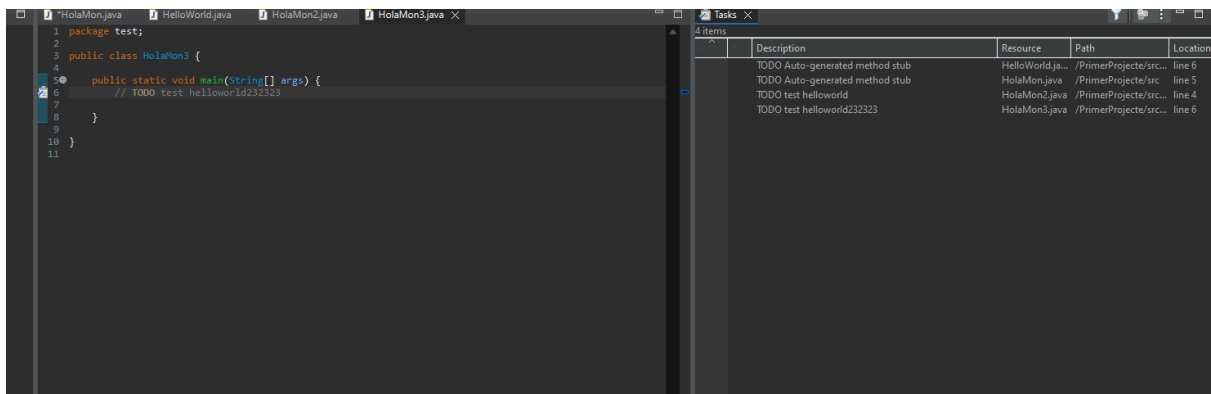 *HolaMon.java HelloWorld.java HolaMon2.java HolaMon3.java
1 package test;
2
3 public class HolaMon3 {
4
5 public static void main(String[] args) {
6 // TODO test helloworld232323
7
8 }
9
10 }
11
Tasks
4 items
Description Resource Path Location
TODO Auto-generated method stub HelloWorld.ja... /PrimerProjecte/src... line 6
TODO Auto-generated method stub HolaMon.java /PrimerProjecte/src line 5
TODO test helloworld HolaMon2.java /PrimerProjecte/src... line 4
TODO test helloworld232323 HolaMon3.java /PrimerProjecte/src... line 6